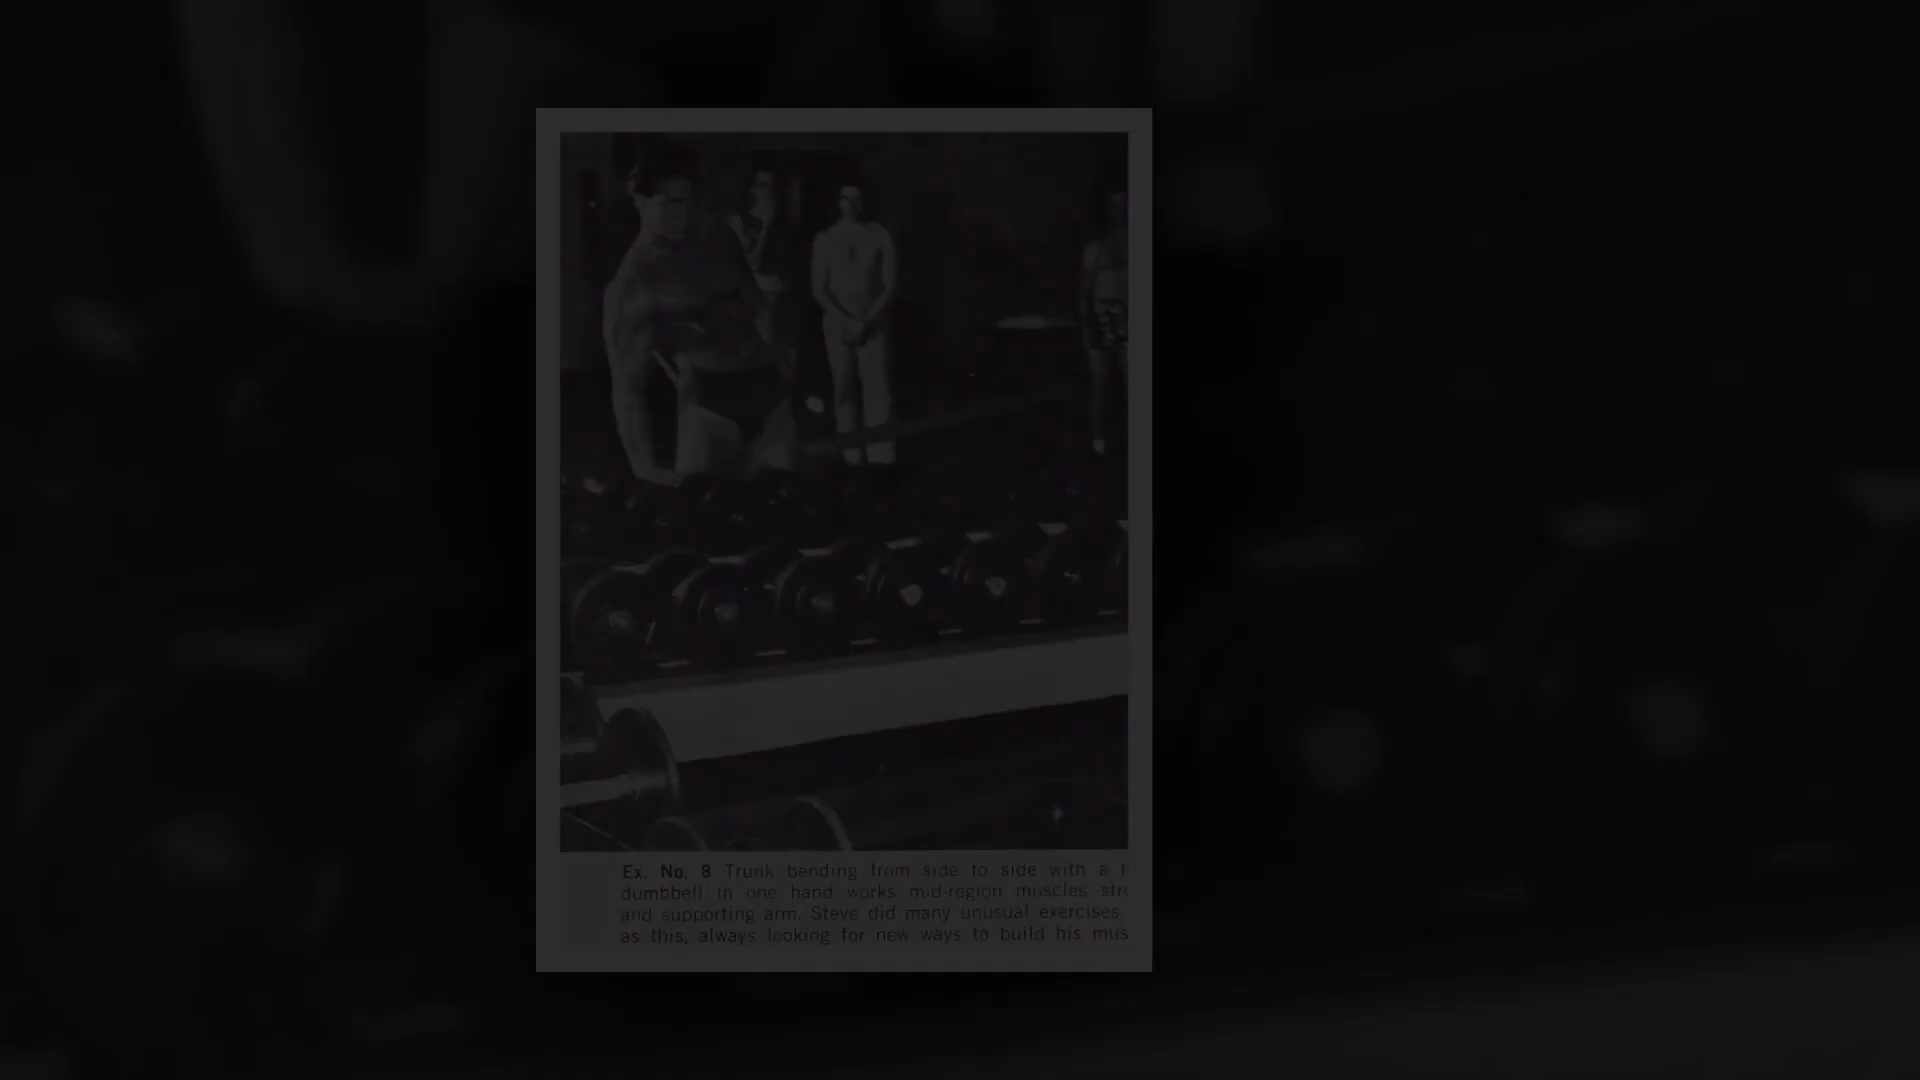 Ex. No. 8 Trunk bending from side to side with a
dumbbell in one hand works mid-region muscles
and supporting arm. Steve did many unusual exercises
as this, always looking for new ways to build his